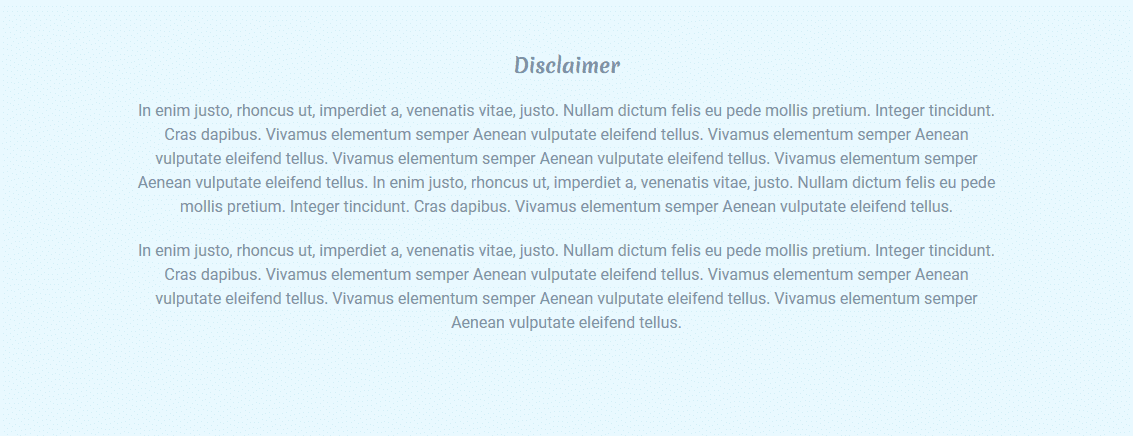 Disclaimer
In enim justo, rhoncus ut, imperdiet a, venenatis vitae, justo. Nullam dictum felis eu pede mollis pretium. Integer tincidunt.
Cras dapibus. Vivamus elementum semper Aenean vulputate eleifend tellus. Vivamus elementum semper Aenean
vulputate eleifend tellus. Vivamus elementum semper Aenean vulputate eleifend tellus. Vivamus elementum semper
Aenean vulputate eleifend tellus. In enim justo, rhoncus ut, imperdiet a, venenatis vitae, justo. Nullam dictum felis eu pede
mollis pretium. Integer tincidunt. Cras dapibus. Vivamus elementum semper Aenean vulputate eleifend tellus.
In enim justo, rhoncus ut, imperdiet a, venenatis vitae, justo. Nullam dictum felis eu pede mollis pretium. Integer tincidunt.
Cras dapibus. Vivamus elementum semper Aenean vulputate eleifend tellus. Vivamus elementum semper Aenean
vulputate eleifend tellus. Vivamus elementum semper Aenean vulputate eleifend tellus. Vivamus elementum semper
Aenean vulputate eleifend tellus.